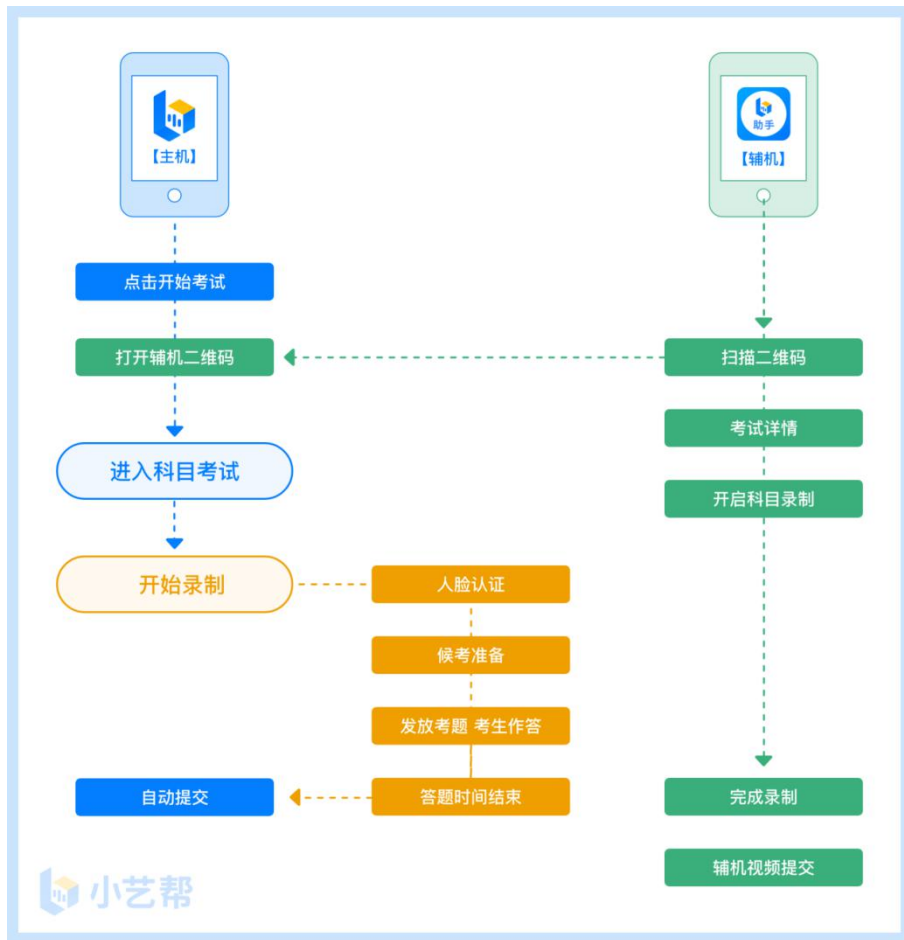 【主机】
助手
【辅机】
点击开始考试
打开辅机二维码
扫描二维码
考试详情
进入科目考试
开启科目录制
开始录制
人脸认证
候考准备
发放考题 考生作答
自动提交
答题时间结束
完成录制
辅机视频提交
小艺帮